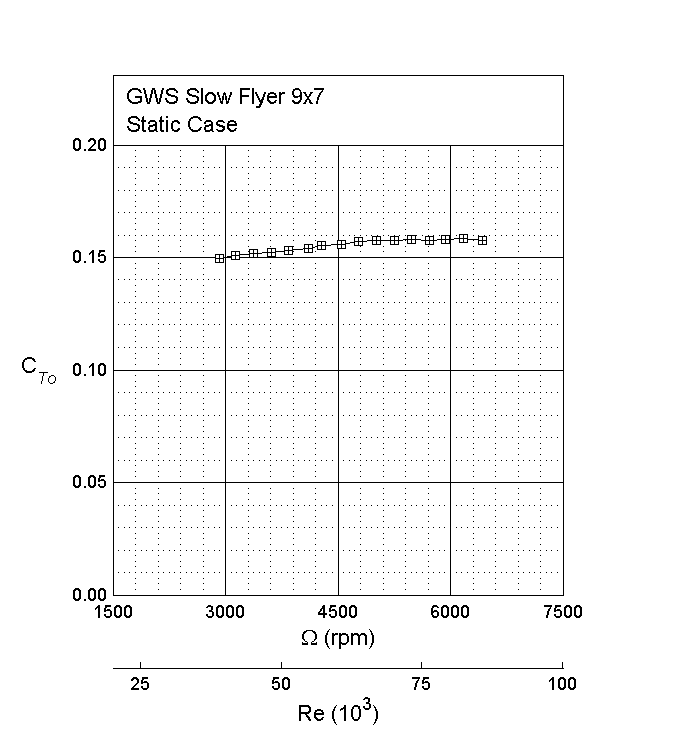 GWS Slow Flyer 9x7
Static Case
0.20
0.15
C_To
0.10
0.05
0.00
1500 3000 4500 6000 7500
Ω (rpm)
25 50 75 100
Re (10^3)